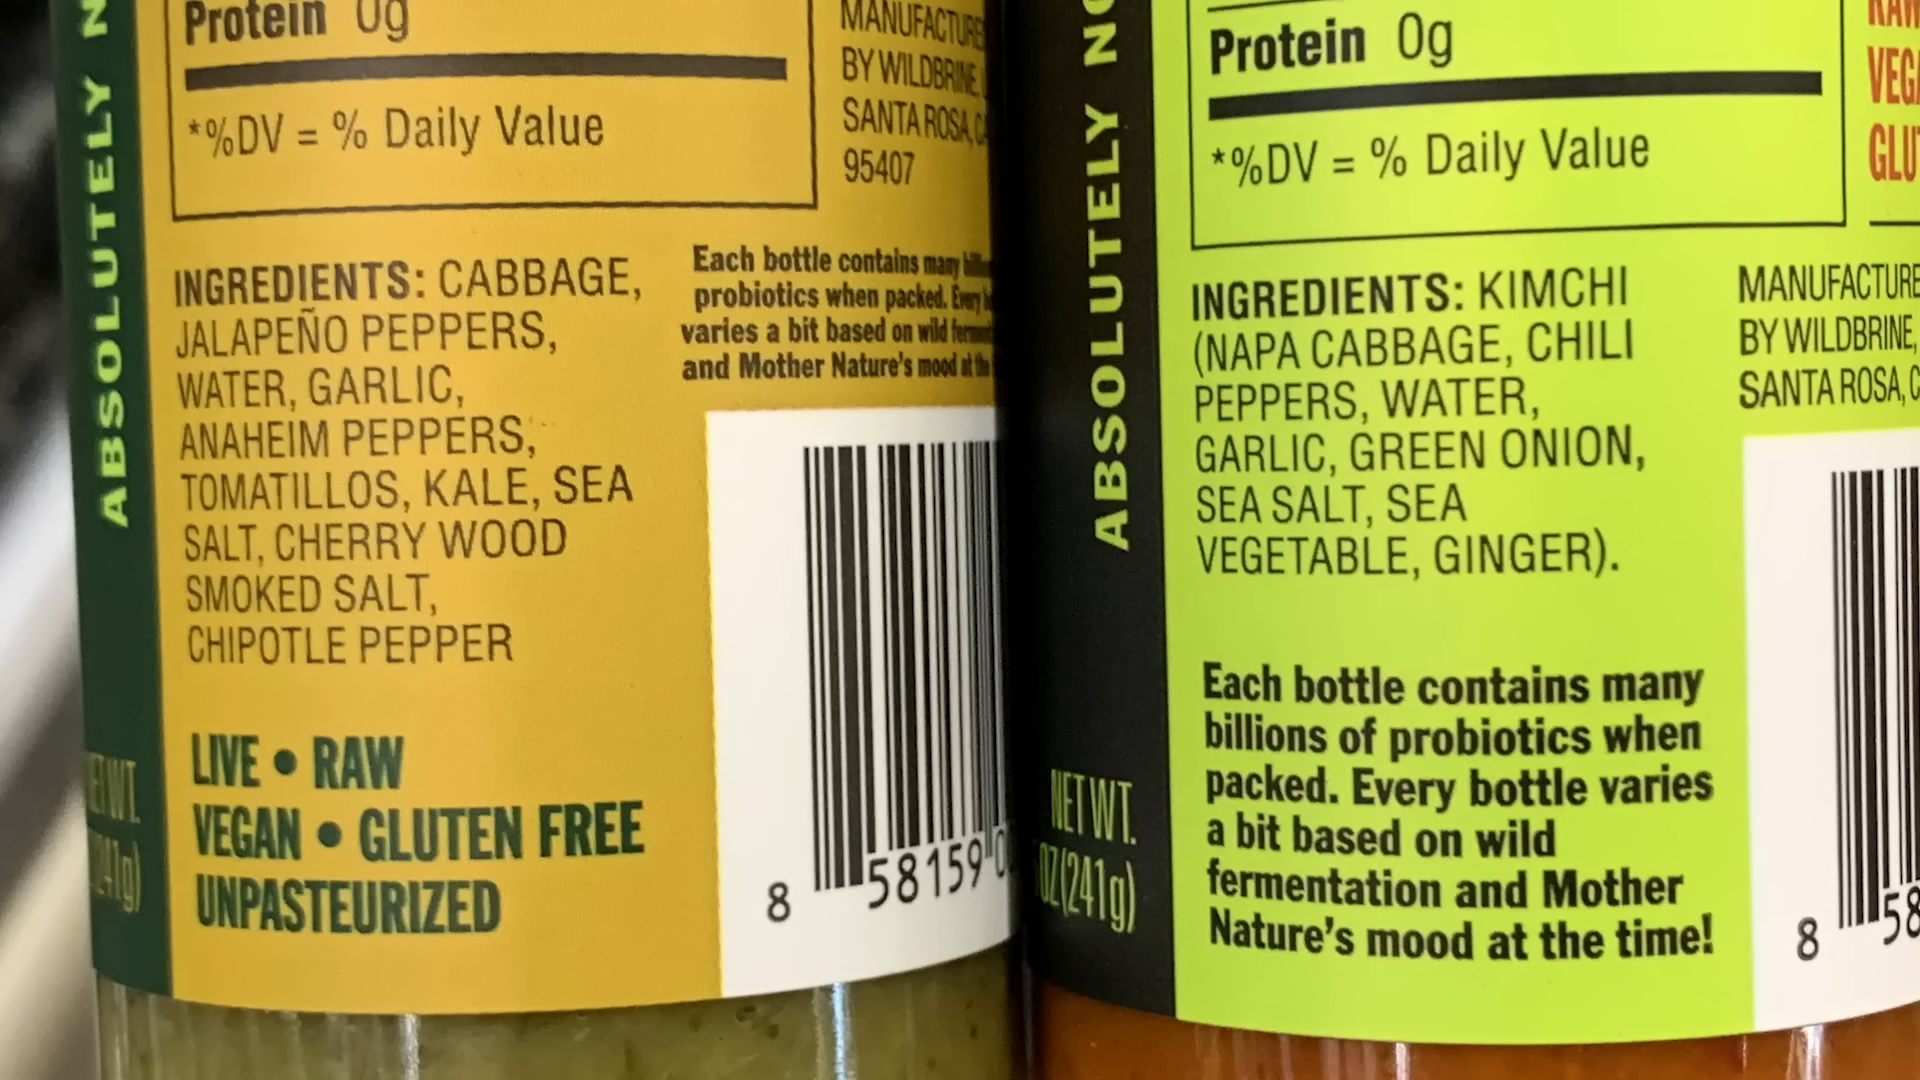 ABSOLUTELY
Protein 0g
*%DV = % Daily Value
MANUFACTURE
BY WILDBRINE,
SANTA ROSA, C
95407
INGREDIENTS: CABBAGE,
JALAPEÑO PEPPERS,
WATER, GARLIC,
ANAHEIM PEPPERS,
TOMATILLOS, KALE, SEA
SALT, CHERRY WOOD
SMOKED SALT,
CHIPOTLE PEPPER
Each bottle contains many
probiotics when packed. Every
varies a bit based on wild
and Mother Nature's mood at the
LIVE • RAW
VEGAN • GLUTEN FREE
UNPASTEURIZED
8 58159 0
ABSOLUTELY
NET WT.
OZ(241g)
Protein 0g
*%DV = % Daily Value
INGREDIENTS: KIMCHI
(NAPA CABBAGE, CHILI
PEPPERS, WATER,
GARLIC, GREEN ONION,
SEA SALT, SEA
VEGETABLE, GINGER).
Each bottle contains many
billions of probiotics when
packed. Every bottle varies
a bit based on wild
fermentation and Mother
Nature's mood at the time!
RAW
VEGA
GLUT
MANUFACTURE
BY WILDBRINE,
SANTA ROSA, C
8 58